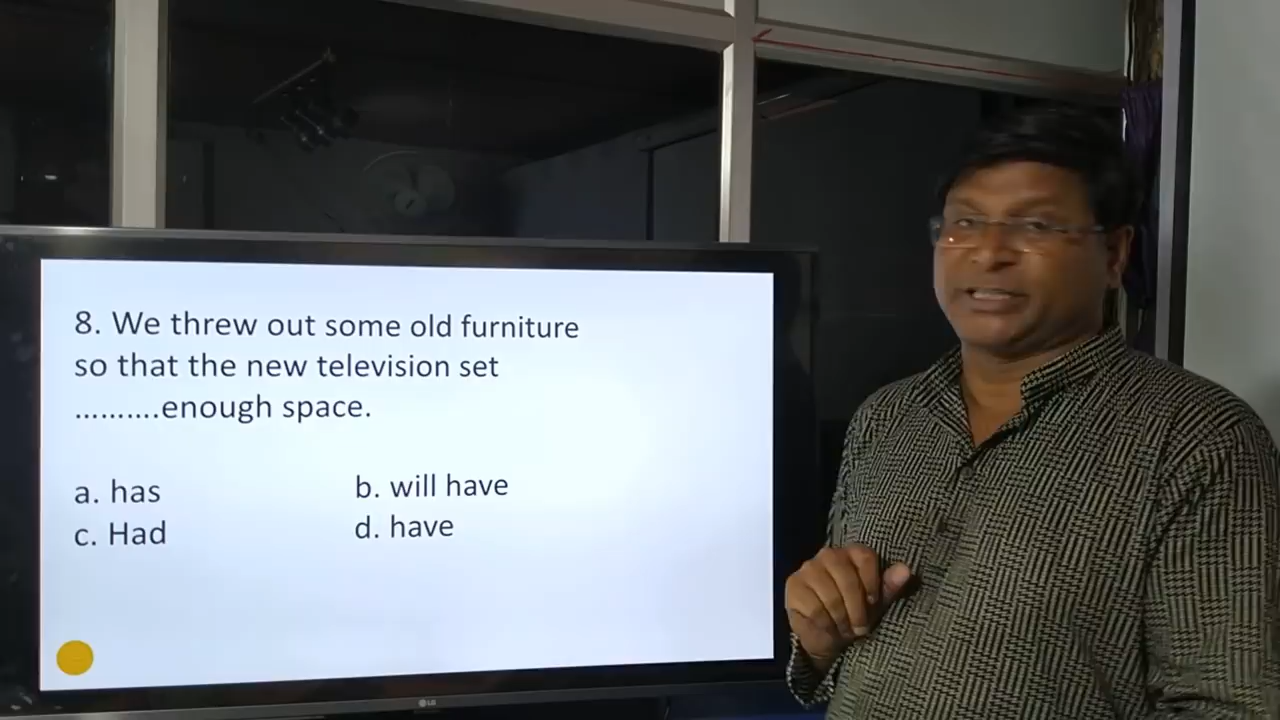 8. We threw out some old furniture
so that the new television set
..........enough space.
a. has
b. will have
c. Had
d. have
LG